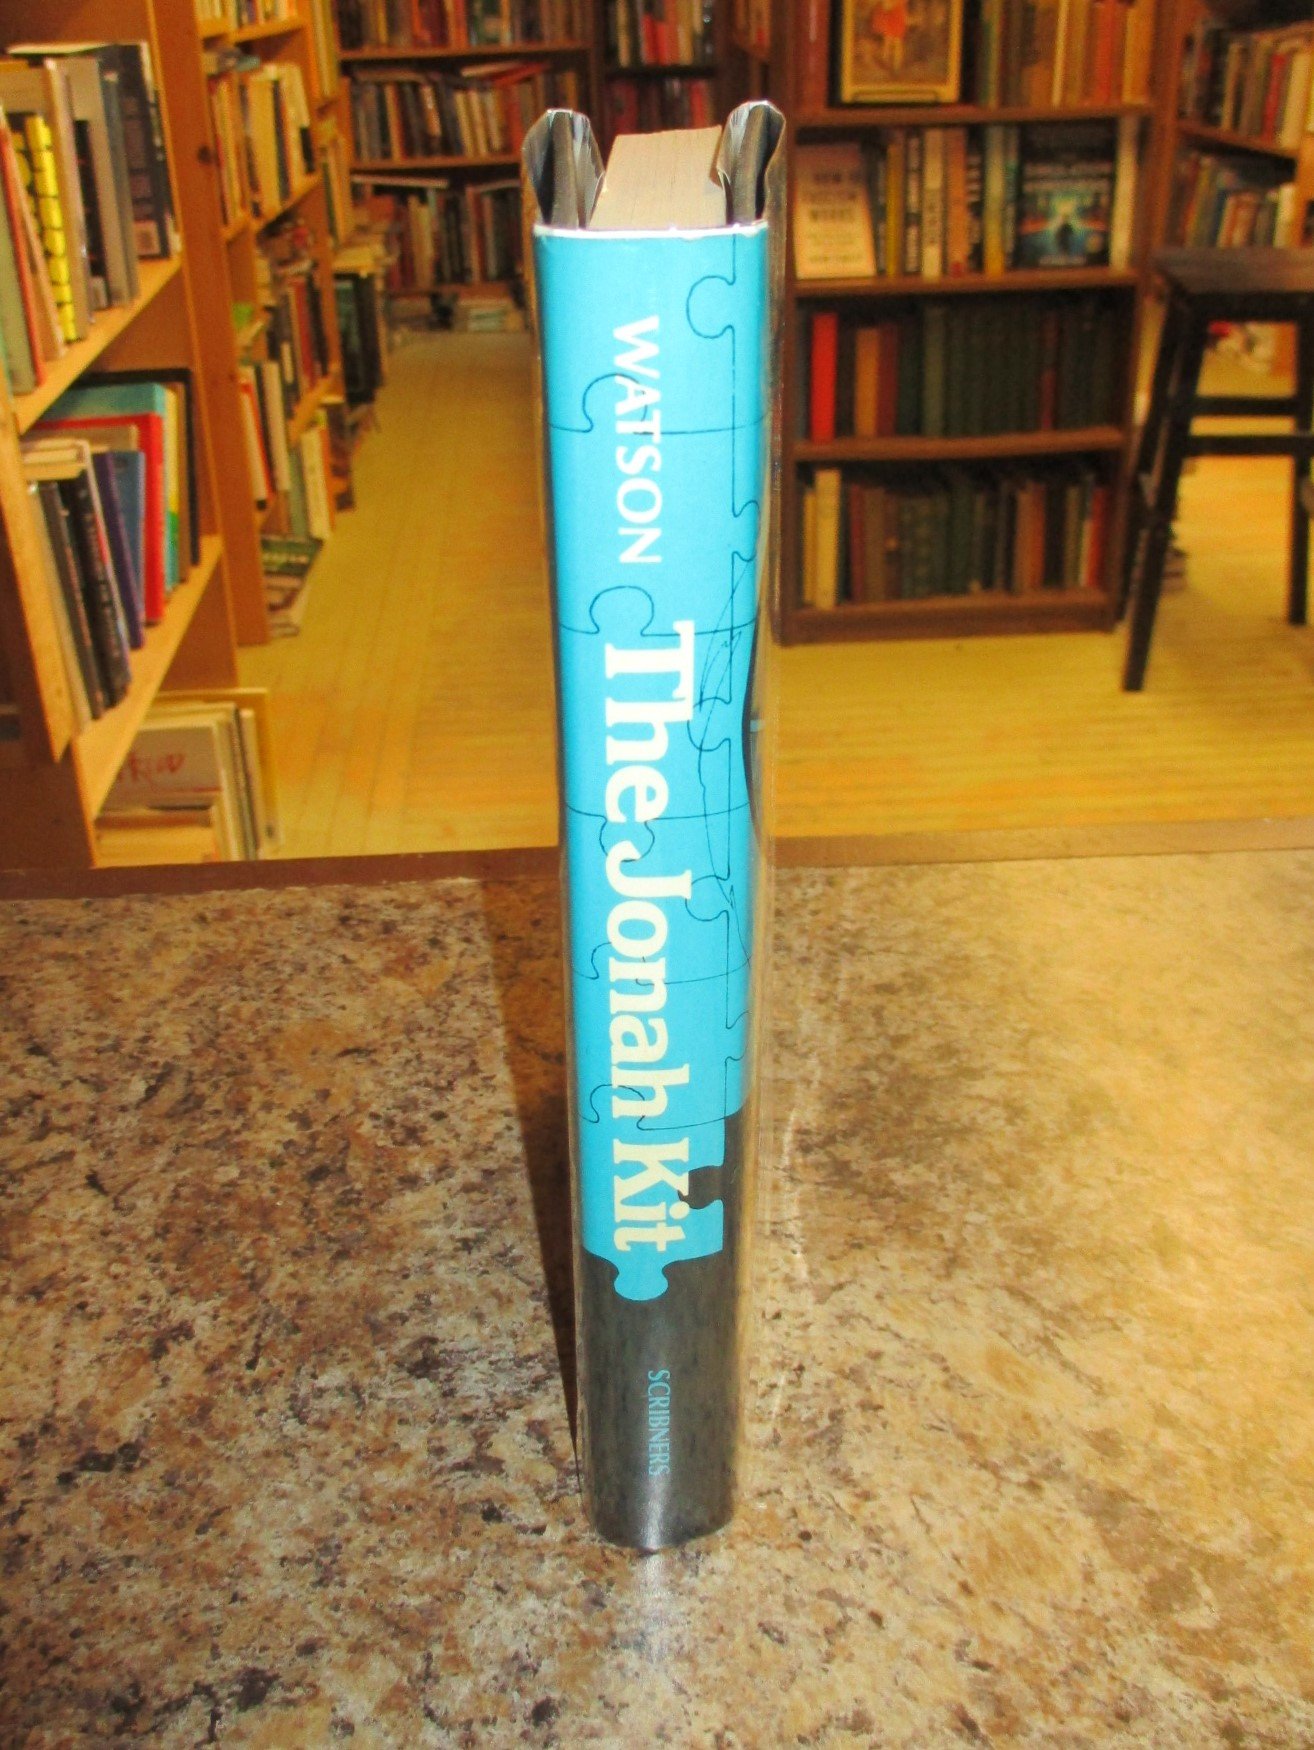 WATSON
The Jonah Kit
SCRIBNERS